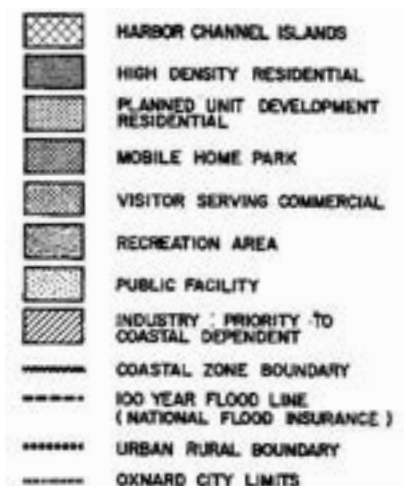 HARBOR CHANNEL ISLANDS
HIGH DENSITY RESIDENTIAL
PLANNED UNIT DEVELOPMENT
RESIDENTIAL
MOBILE HOME PARK
VISITOR SERVING COMMERCIAL
RECREATION AREA
PUBLIC FACILITY
INDUSTRY : PRIORITY TO
COASTAL DEPENDENT
COASTAL ZONE BOUNDARY
100 YEAR FLOOD LINE
( NATIONAL FLOOD INSURANCE )
URBAN RURAL BOUNDARY
OXNARD CITY LIMITS